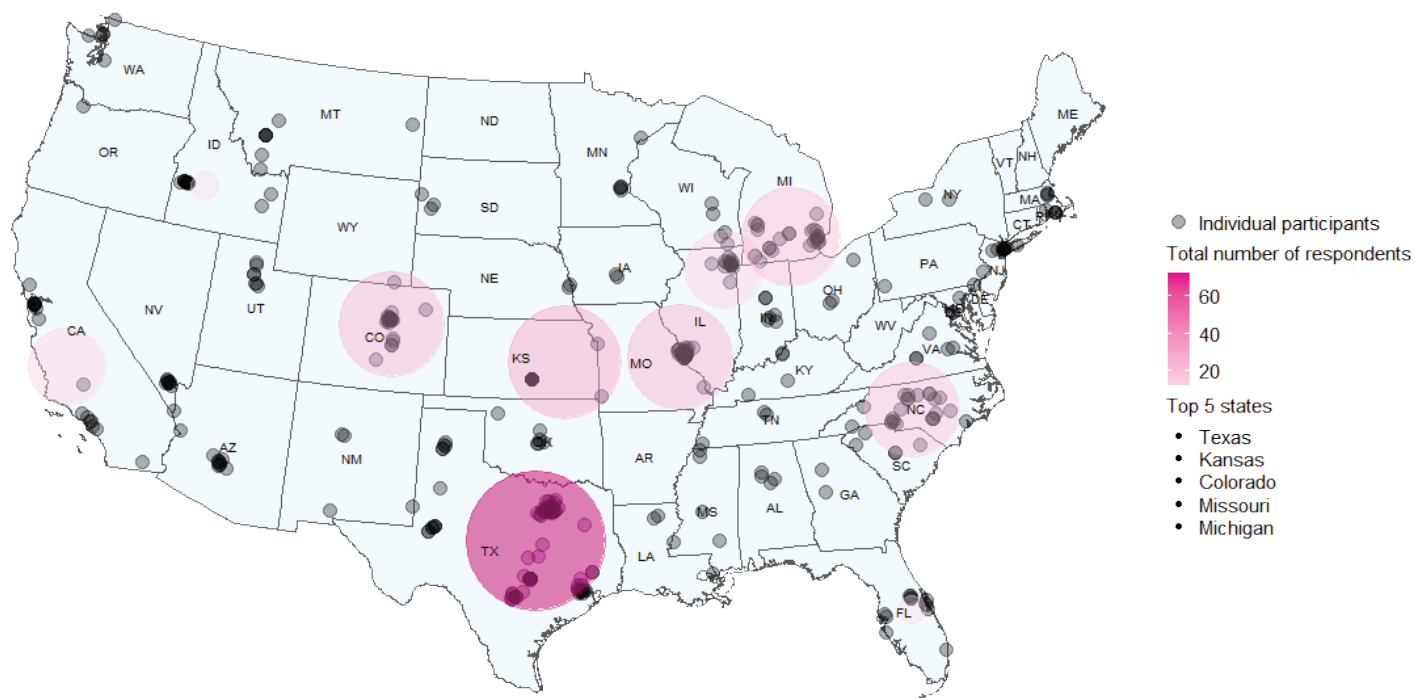 WA
MT
ND
MN
ME
OR
ID
WI
MI
VT
NH
NY
MA
CT
SD
WY
IA
PA
NJ
NE
OH
DE
NV
UT
CO
IL
IN
WV
CA
KS
MO
VA
KY
AZ
NM
OK
AR
TN
NC
SC
TX
LA
MS
AL
GA
FL
Individual participants
Total number of respondents
60
40
20
Top 5 states
Texas
Kansas
Colorado
Missouri
Michigan